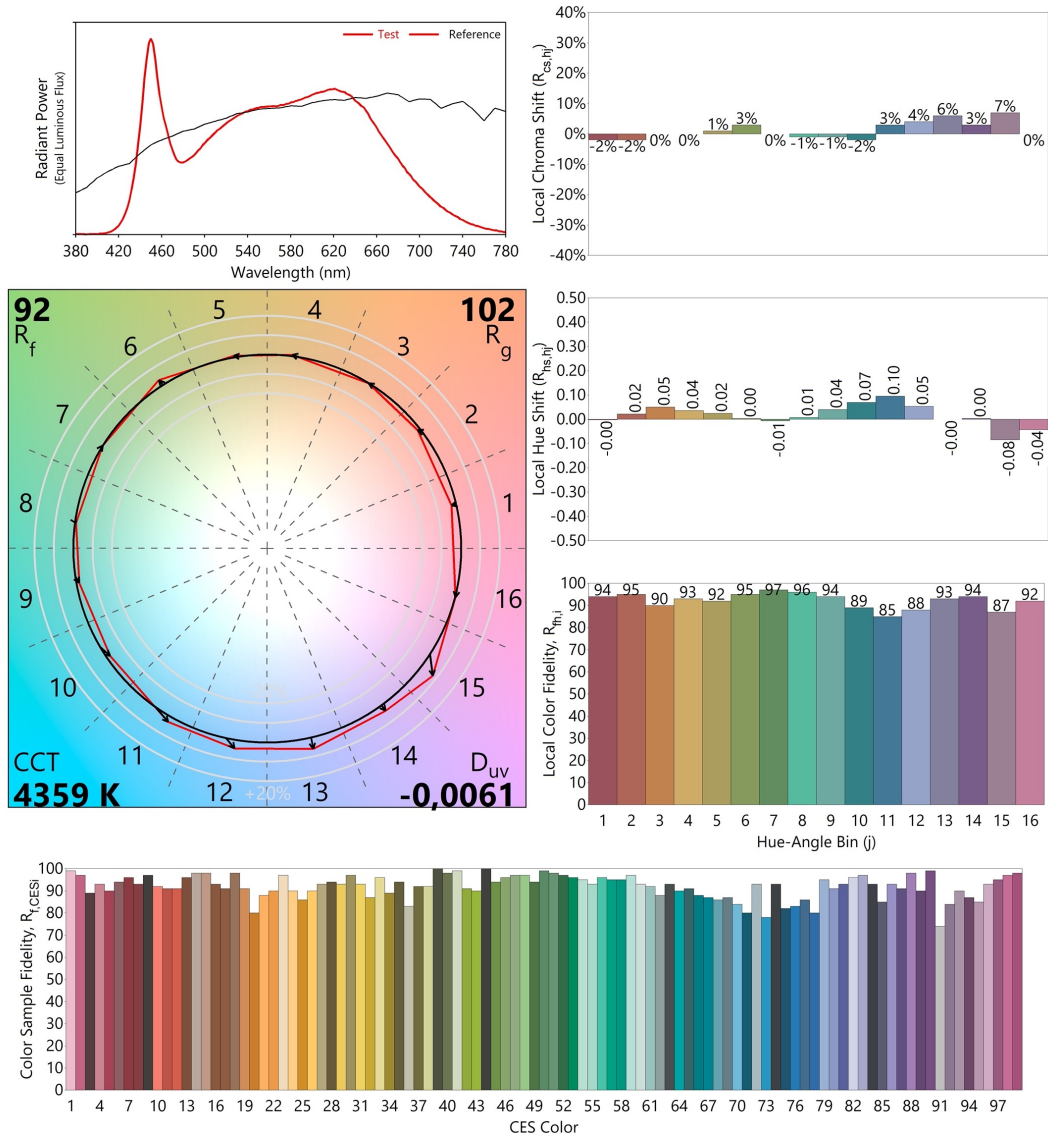 Radiant Power
(Equal Luminous Flux)
Test Reference
380 420 460 500 540 580 620 660 700 740 780
Wavelength (nm)
Local Chroma Shift (Rcs,hj)
40%
30%
20%
10%
0%
-10%
-20%
-30%
-40%
-2% -2% 0% 0% 1% 3% 0% -1% -1% -2% 3% 4% 6% 3% 7% 0%
92
Rf
102
Rg
5 4
6 3
7 2
8 1
9 16
10 15
11 14
12 +20% 13
CCT
4359 K
Duv
-0,0061
Local Hue Shift (Rhs,hj)
0.50
0.40
0.30
0.20
0.10
0.00
-0.10
-0.20
-0.30
-0.40
-0.50
-0.00 0.02 0.05 0.04 0.02 0.00 -0.01 0.01 0.04 0.07 0.10 0.05 -0.00 0.00 -0.08 -0.04
Local Color Fidelity, Rfh,i
100
90
80
70
60
50
40
30
20
10
0
94 95 90 93 92 95 97 96 94 89 85 88 93 94 87 92
1 2 3 4 5 6 7 8 9 10 11 12 13 14 15 16
Hue-Angle Bin (j)
Color Sample Fidelity, Rf,CESi
100
90
80
70
60
50
40
30
20
10
0
1 4 7 10 13 16 19 22 25 28 31 34 37 40 43 46 49 52 55 58 61 64 67 70 73 76 79 82 85 88 91 94 97
CES Color